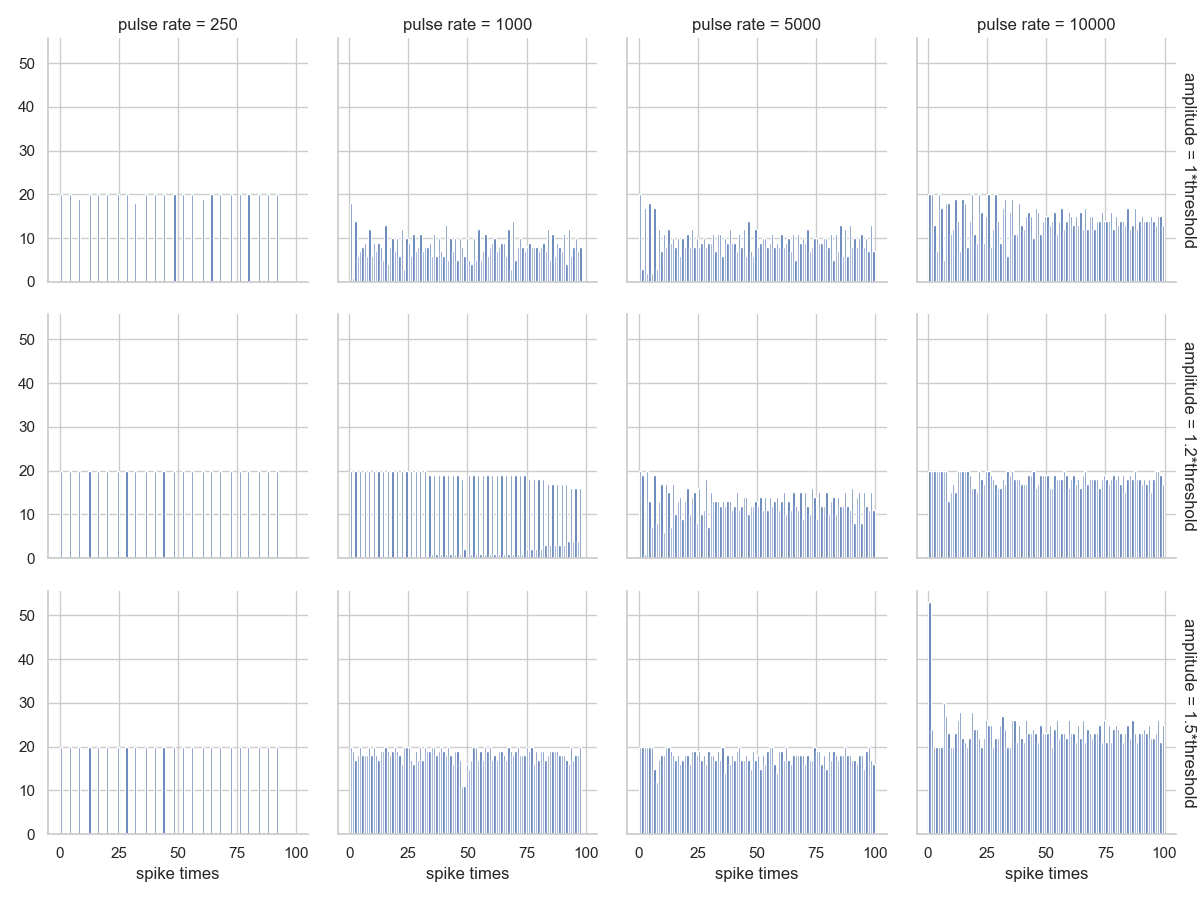 pulse rate = 250
pulse rate = 1000
pulse rate = 5000
pulse rate = 10000
50
40
30
20
10
0
amplitude = 1*threshold
50
40
30
20
10
0
amplitude = 1.2*threshold
50
40
30
20
10
0
amplitude = 1.5*threshold
0 25 50 75 100
0 25 50 75 100
0 25 50 75 100
0 25 50 75 100
spike times
spike times
spike times
spike times